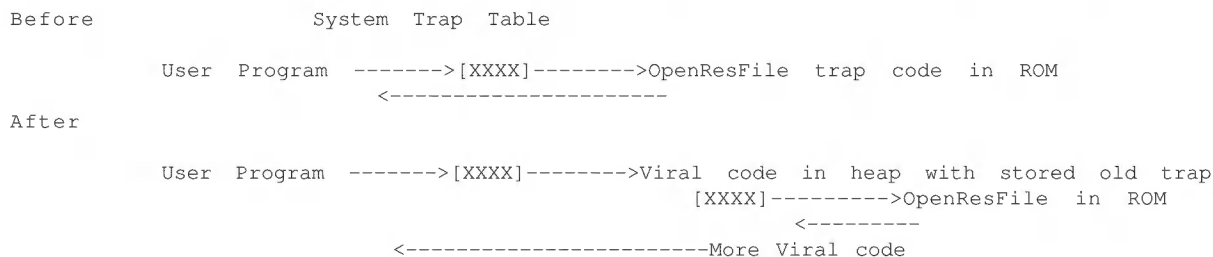 Before System Trap Table
User Program ------->[XXXX]-------->OpenResFile trap code in ROM
<----------------------
After
User Program ------->[XXXX]-------->Viral code in heap with stored old trap
[XXXX]--------->OpenResFile in ROM
<---------
<-----------------------More Viral code